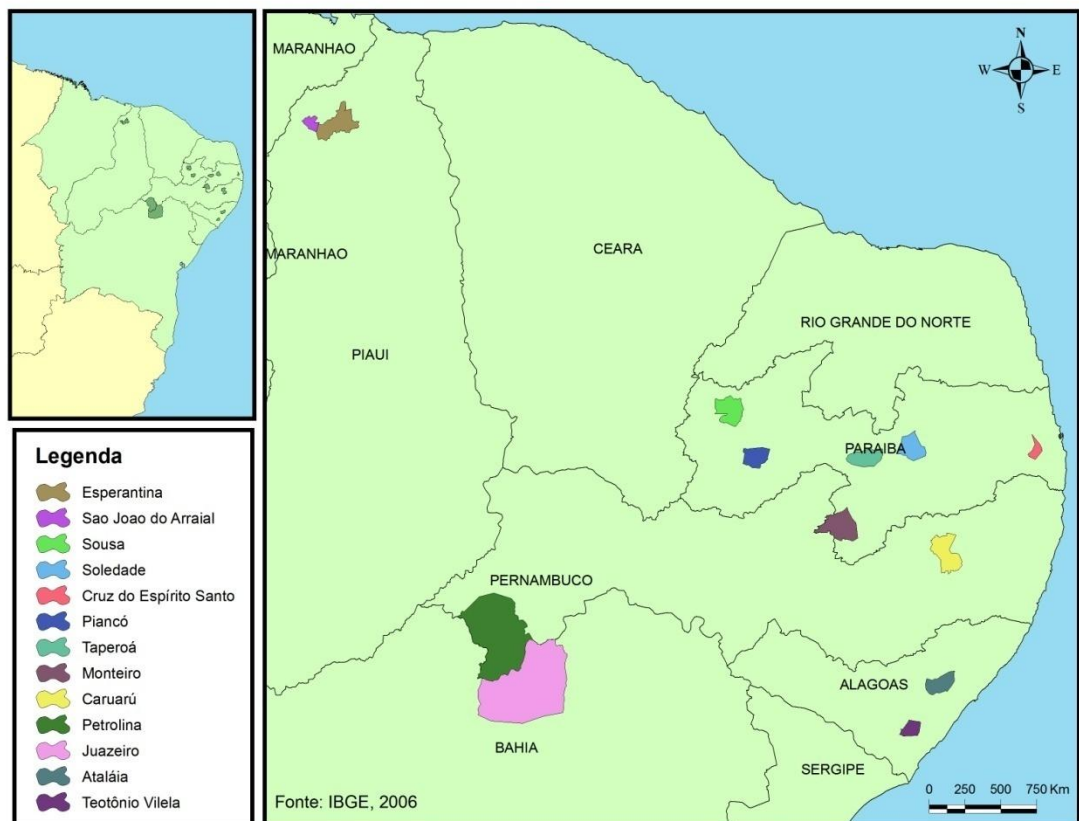 MARANHAO
N
W
E
S
MARANHAO
CEARA
RIO GRANDE DO NORTE
PIAUI
PARAIBA
PERNAMBUCO
ALAGOAS
BAHIA
SERGIPE
Fonte: IBGE, 2006
0 250 500 750 Km
Legenda
Esperantina
Sao Joao do Arraial
Sousa
Soledade
Cruz do Espírito Santo
Piancó
Taperoá
Monteiro
Caruarú
Petrolina
Juazeiro
Ataláia
Teotônio Vilela